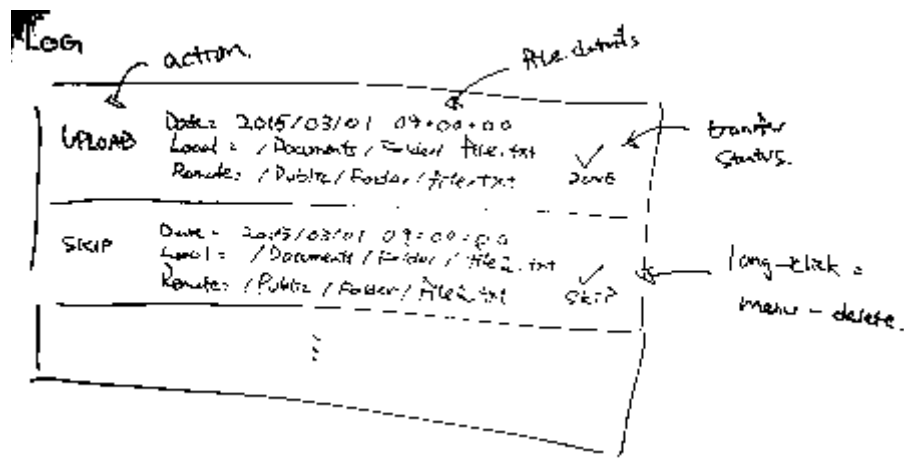 LOG
action.
file details
UPLOAD
Date: 2015/03/01 09:00:00
Local: /Documents/Folder/file.txt
Remote: /Public/Folder/file.txt
DONE
transfer
status.
SKIP
Date: 2015/03/01 09:00:00
Local: /Documents/Folder/file2.txt
Remote: /Public/Folder/file2.txt
SKIP
long-click =
menu - delete.